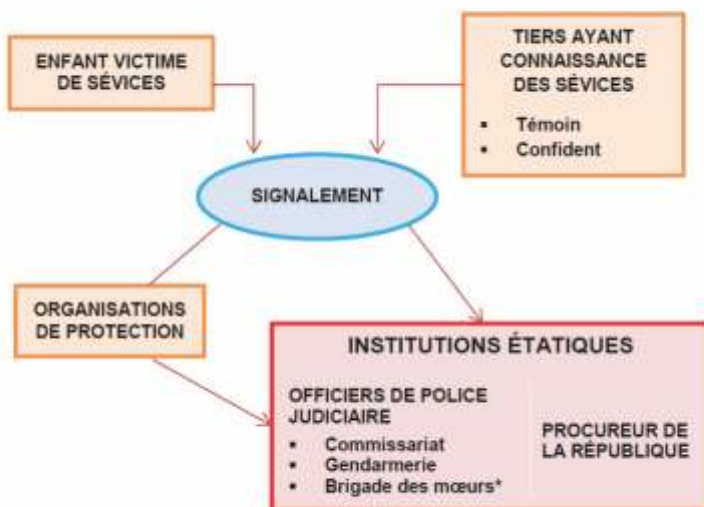 ENFANT VICTIME
DE SÉVICES
TIERS AYANT
CONNAISSANCE
DES SÉVICES
▪ Témoin
▪ Confident
SIGNALEMENT
ORGANISATIONS
DE PROTECTION
INSTITUTIONS ÉTATIQUES
OFFICIERS DE POLICE
JUDICIAIRE
▪ Commissariat
▪ Gendarmerie
▪ Brigade des mœurs*
PROCUREUR DE
LA RÉPUBLIQUE